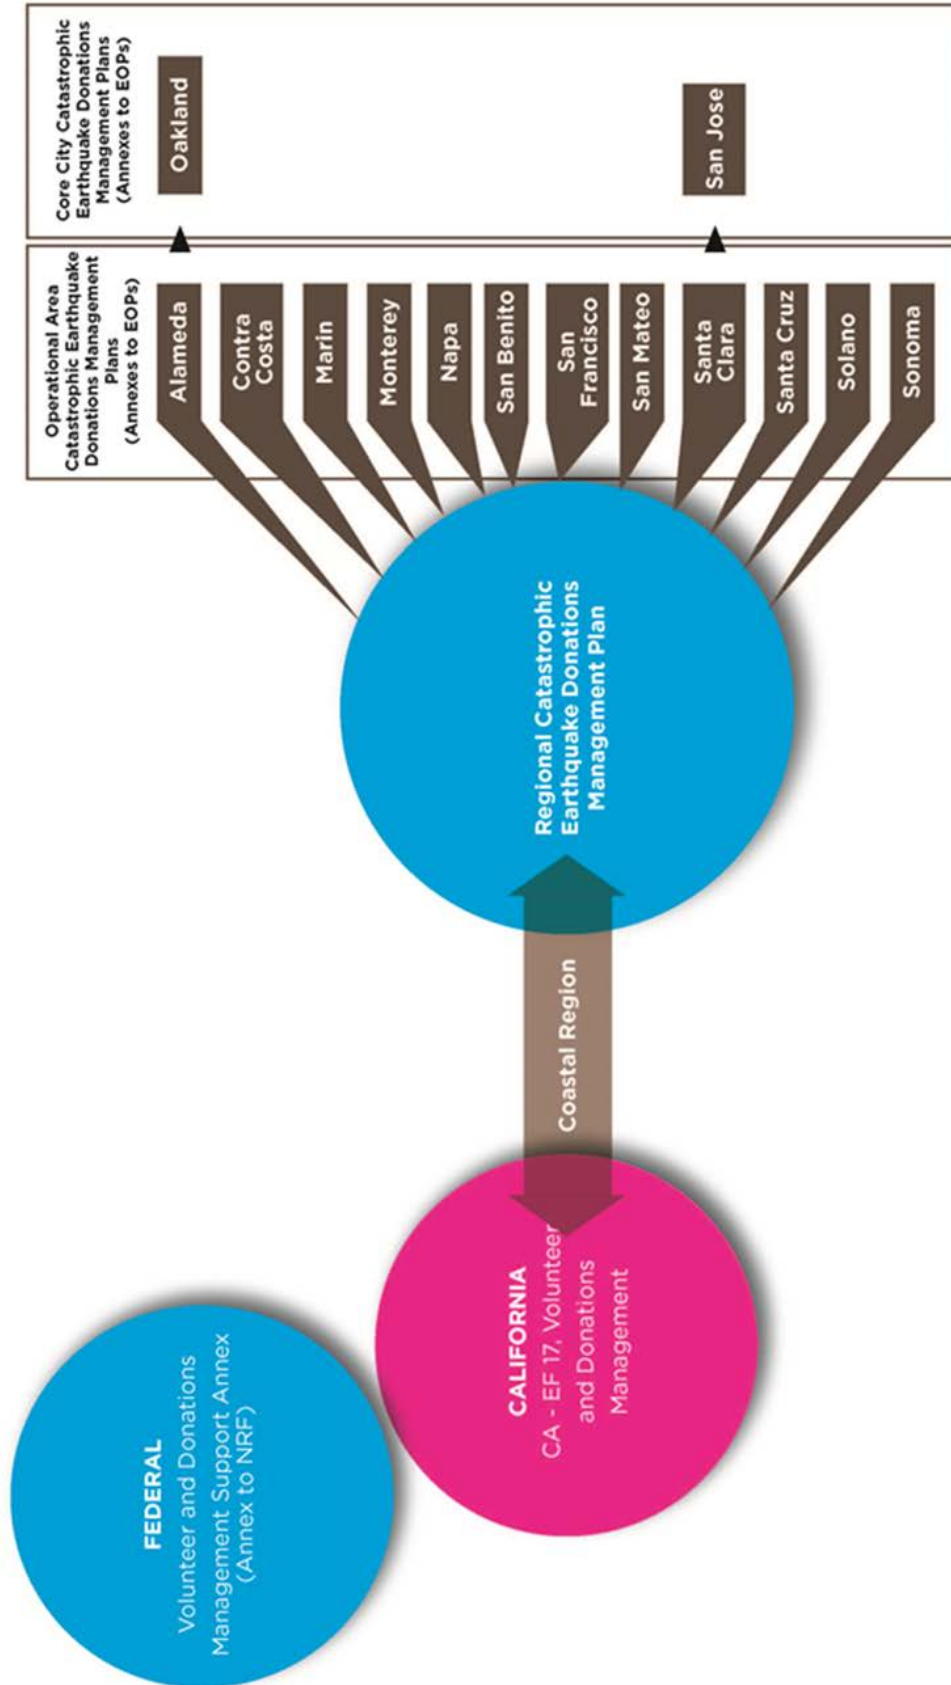 FEDERAL
Volunteer and Donations
Management Support Annex
(Annex to NRF)
CALIFORNIA
CA - EF 17, Volunteer
and Donations
Management
Coastal Region
Regional Catastrophic
Earthquake Donations
Management Plan
Operational Area
Catastrophic Earthquake
Donations Management
Plans
(Annexes to EOPs)
Alameda
Contra
Costa
Marin
Monterey
Napa
San Benito
San
Francisco
San Mateo
Santa
Clara
Santa Cruz
Solano
Sonoma
Core City Catastrophic
Earthquake Donations
Management Plans
(Annexes to EOPs)
Oakland
San Jose